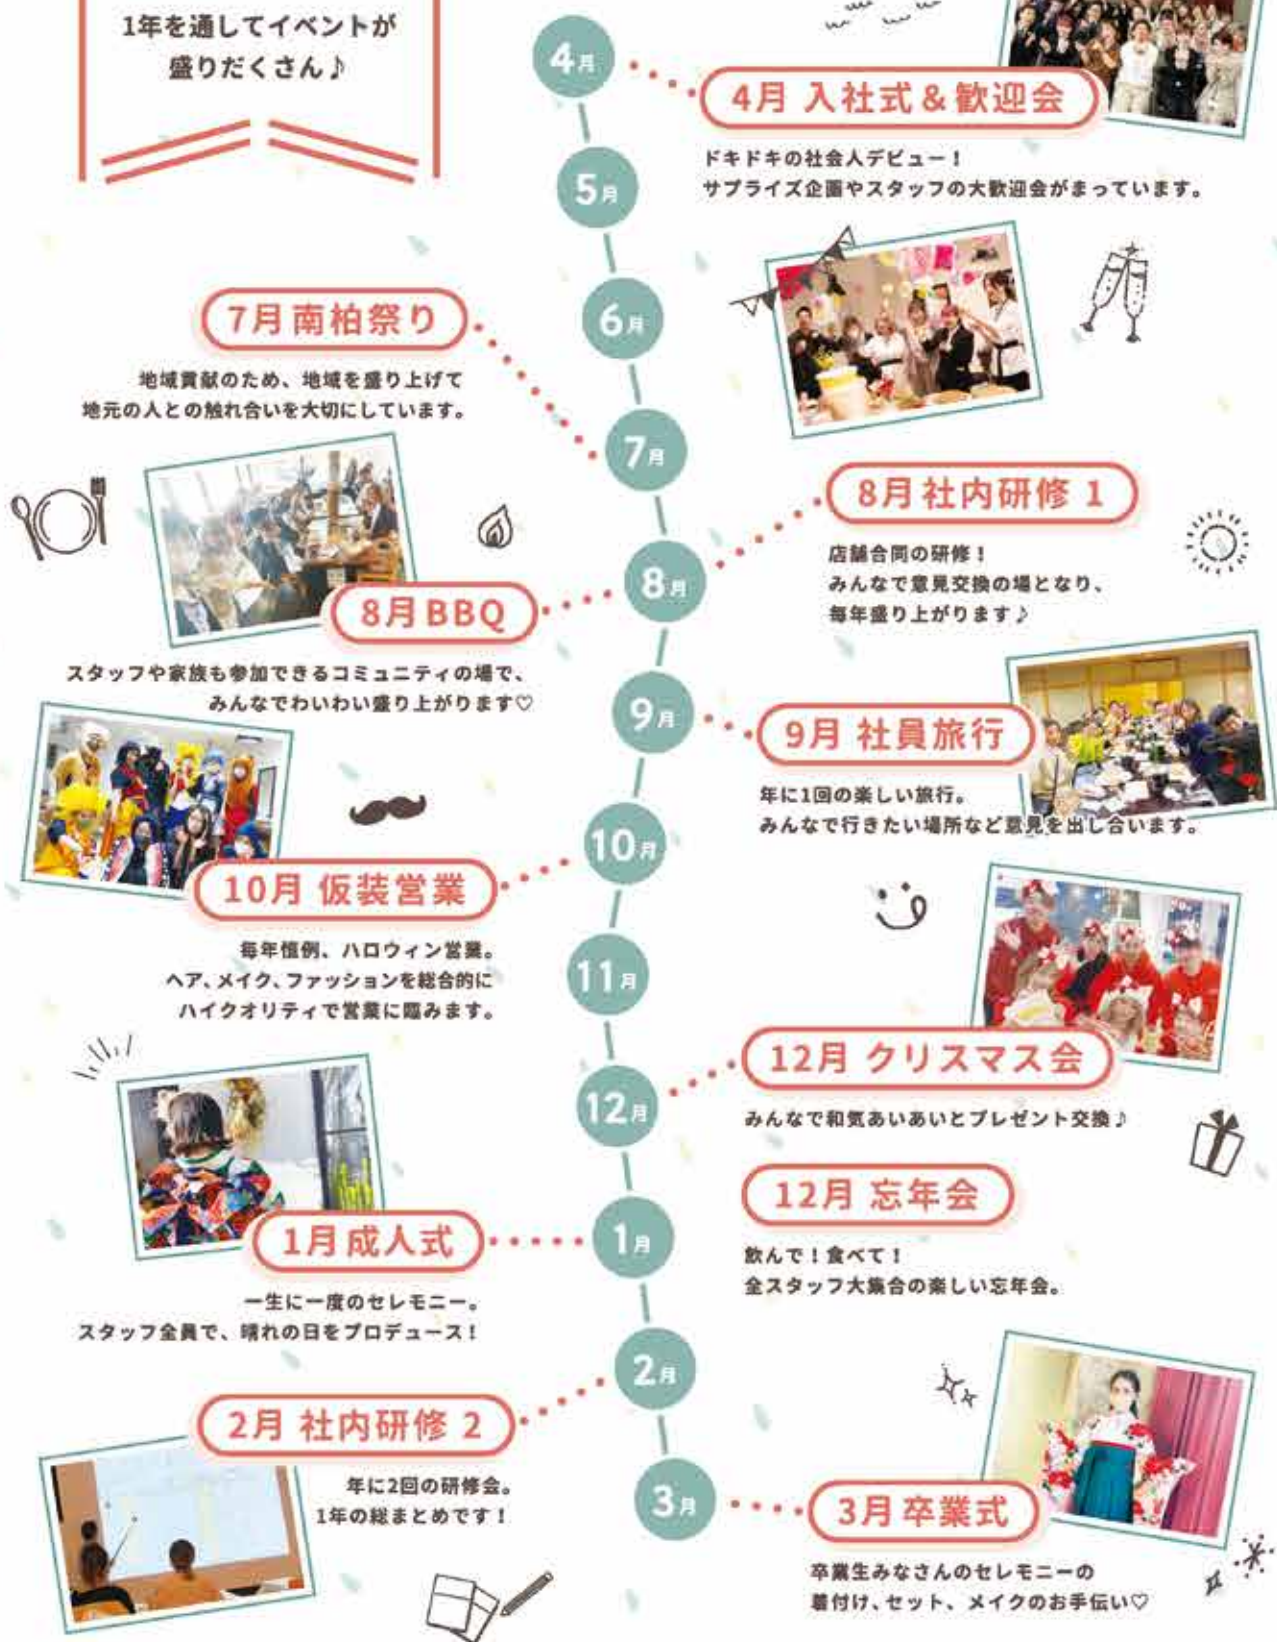 1年を通してイベントが
盛りだくさん♪
4月
4月 入社式&歓迎会
ドキドキの社会人デビュー!
サプライズ企画やスタッフの大歓迎会がまっています。
5月
6月
7月南柏祭り
地域貢献のため、地域を盛り上げて
地元の人との触れ合いを大切にしています。
7月
8月社内研修 1
店舗合同の研修!
みんなで意見交換の場となり、
毎年盛り上がります♪
8月
8月BBQ
スタッフや家族も参加できるコミュニティの場で、
みんなでわいわい盛り上がります♡
9月
9月 社員旅行
年に1回の楽しい旅行。
みんなで行きたい場所など意見を出し合います。
10月
10月 仮装営業
毎年恒例、ハロウィン営業。
ヘア、メイク、ファッションを総合的に
ハイクオリティで営業に臨みます。
11月
12月
12月 クリスマス会
みんなで和気あいあいとプレゼント交換♪
12月 忘年会
飲んで!食べて!
全スタッフ大集合の楽しい忘年会。
1月
1月成人式
一生に一度のセレモニー。
スタッフ全員で、晴れの日をプロデュース!
2月
2月 社内研修 2
年に2回の研修会。
1年の総まとめです!
3月
3月卒業式
卒業生みなさんのセレモニーの
着付け、セット、メイクのお手伝い♡